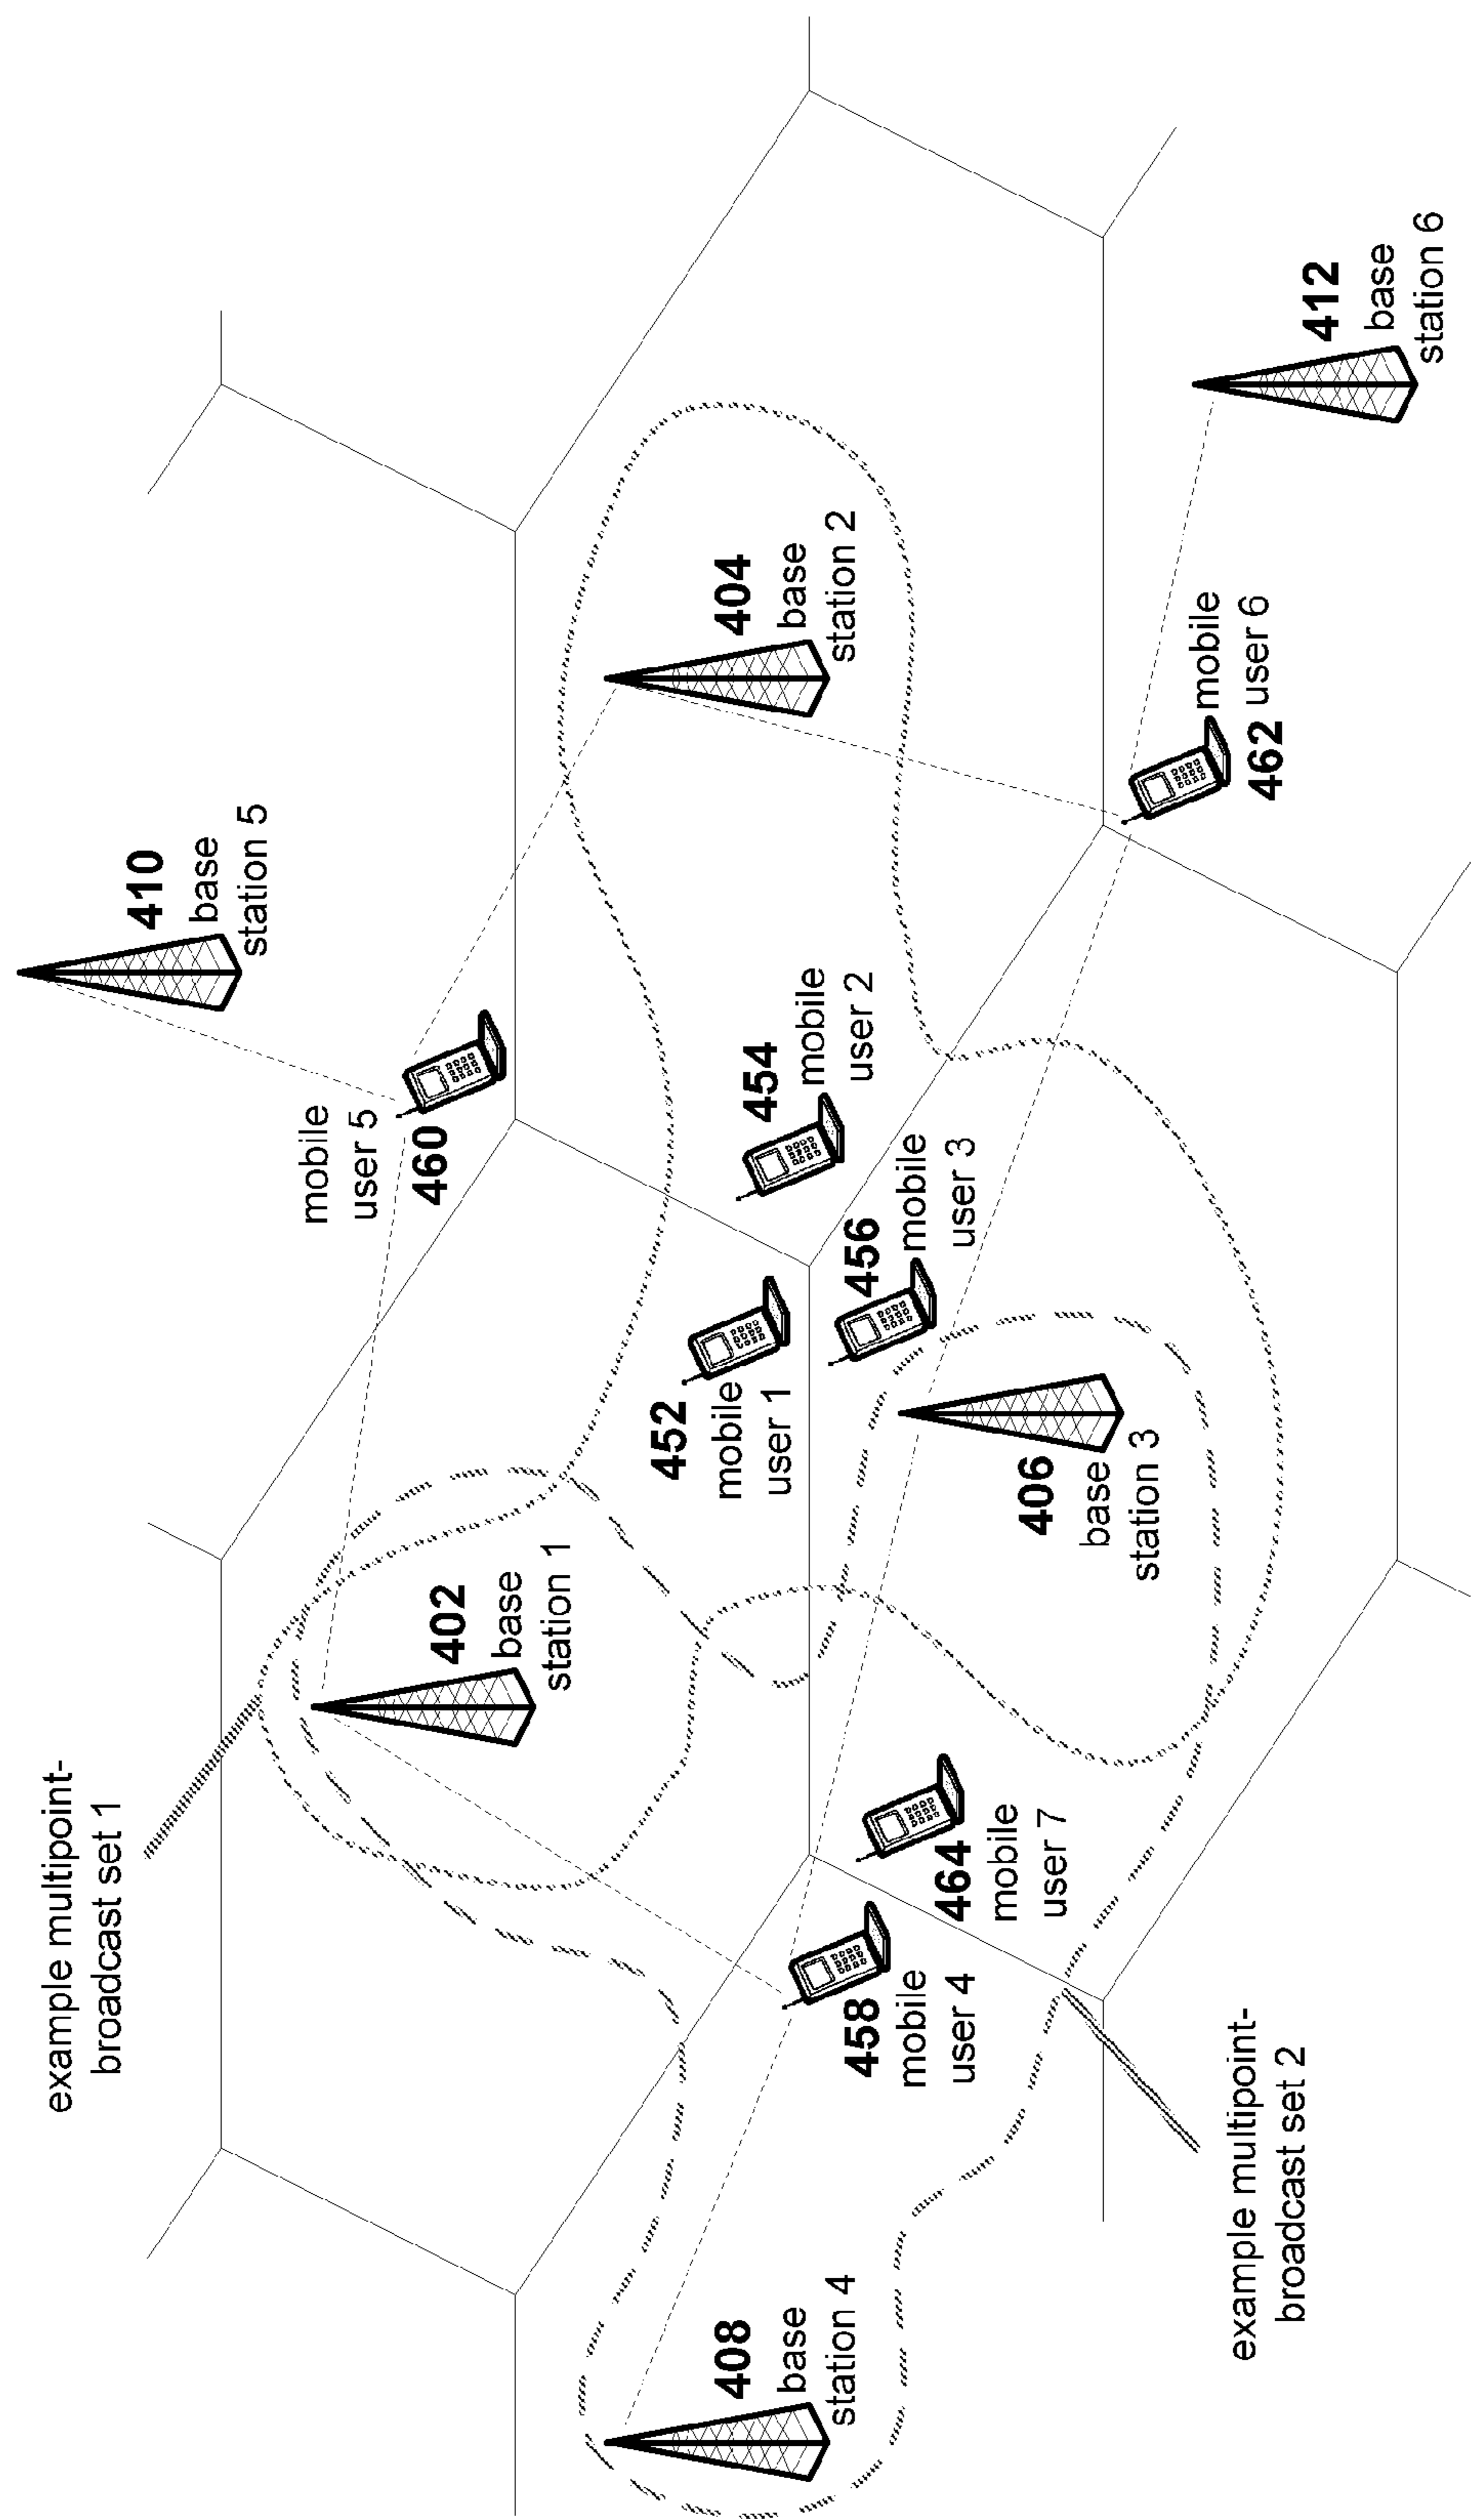 example multipoint-
broadcast set 1
410
base
station 5
mobile
user 5
460
402
base
station 1
404
base
station 2
452
mobile
user 1
454
mobile
user 2
408
base
station 4
458
mobile
user 4
464
mobile
user 7
456
mobile
user 3
406
base
station 3
mobile
462 user 6
412
base
station 6
example multipoint-
broadcast set 2